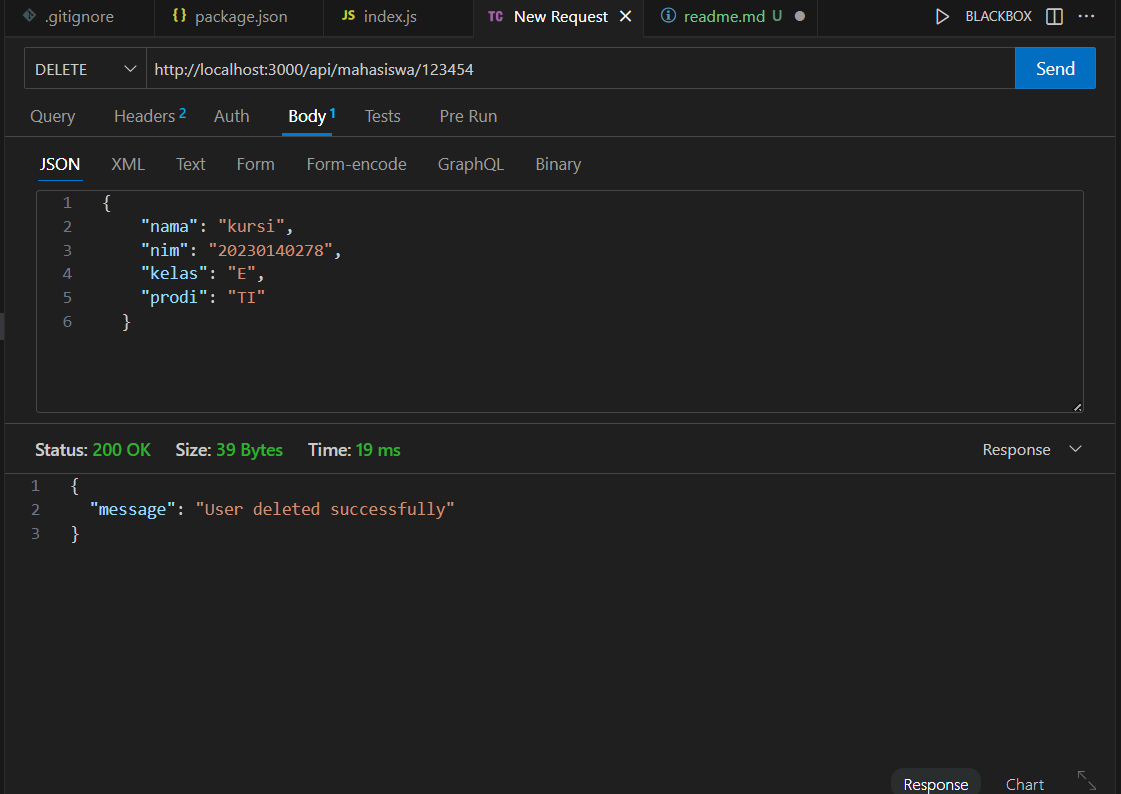 .gitignore {} package.json JS index.js TC New Request readme.md U BLACKBOX ...
DELETE http://localhost:3000/api/mahasiswa/123454 Send
Query Headers 2 Auth Body 1 Tests Pre Run
JSON XML Text Form Form-encode GraphQL Binary
1 {
2 "nama": "kursi",
3 "nim": "20230140278",
4 "kelas": "E",
5 "prodi": "TI"
6 }
Status: 200 OK Size: 39 Bytes Time: 19 ms Response
1 {
2 "message": "User deleted successfully"
3 }
Response Chart